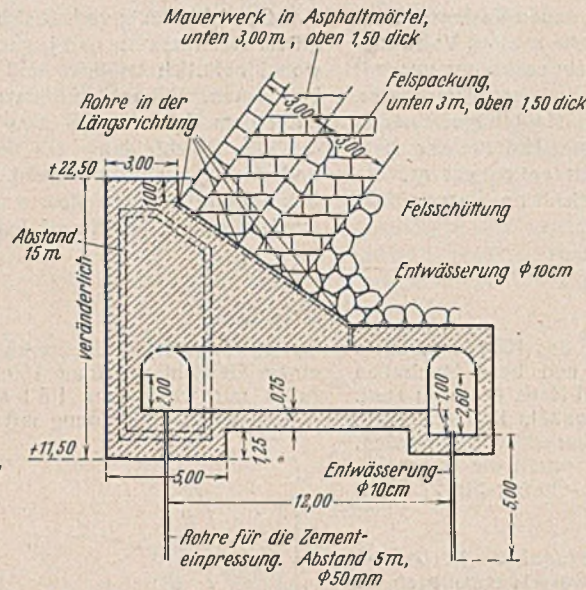 Mauerwerk in Asphaltmörtel,
unten 3,00 m, oben 1,50 dick
Felspackung,
unten 3 m, oben 1,50 dick
Rohre in der
Längsrichtung
3,00
3,00
+22,50
3,00
1,00
Felsschüttung
Abstand
15 m
veränderlich
Entwässerung ϕ 10cm
2,00
0,75
1,00
2,60
+11,50
1,25
5,00
Entwässerung
ϕ 10cm
5,00
12,00
Rohre für die Zement-
einpressung. Abstand 5 m,
ϕ 50 mm